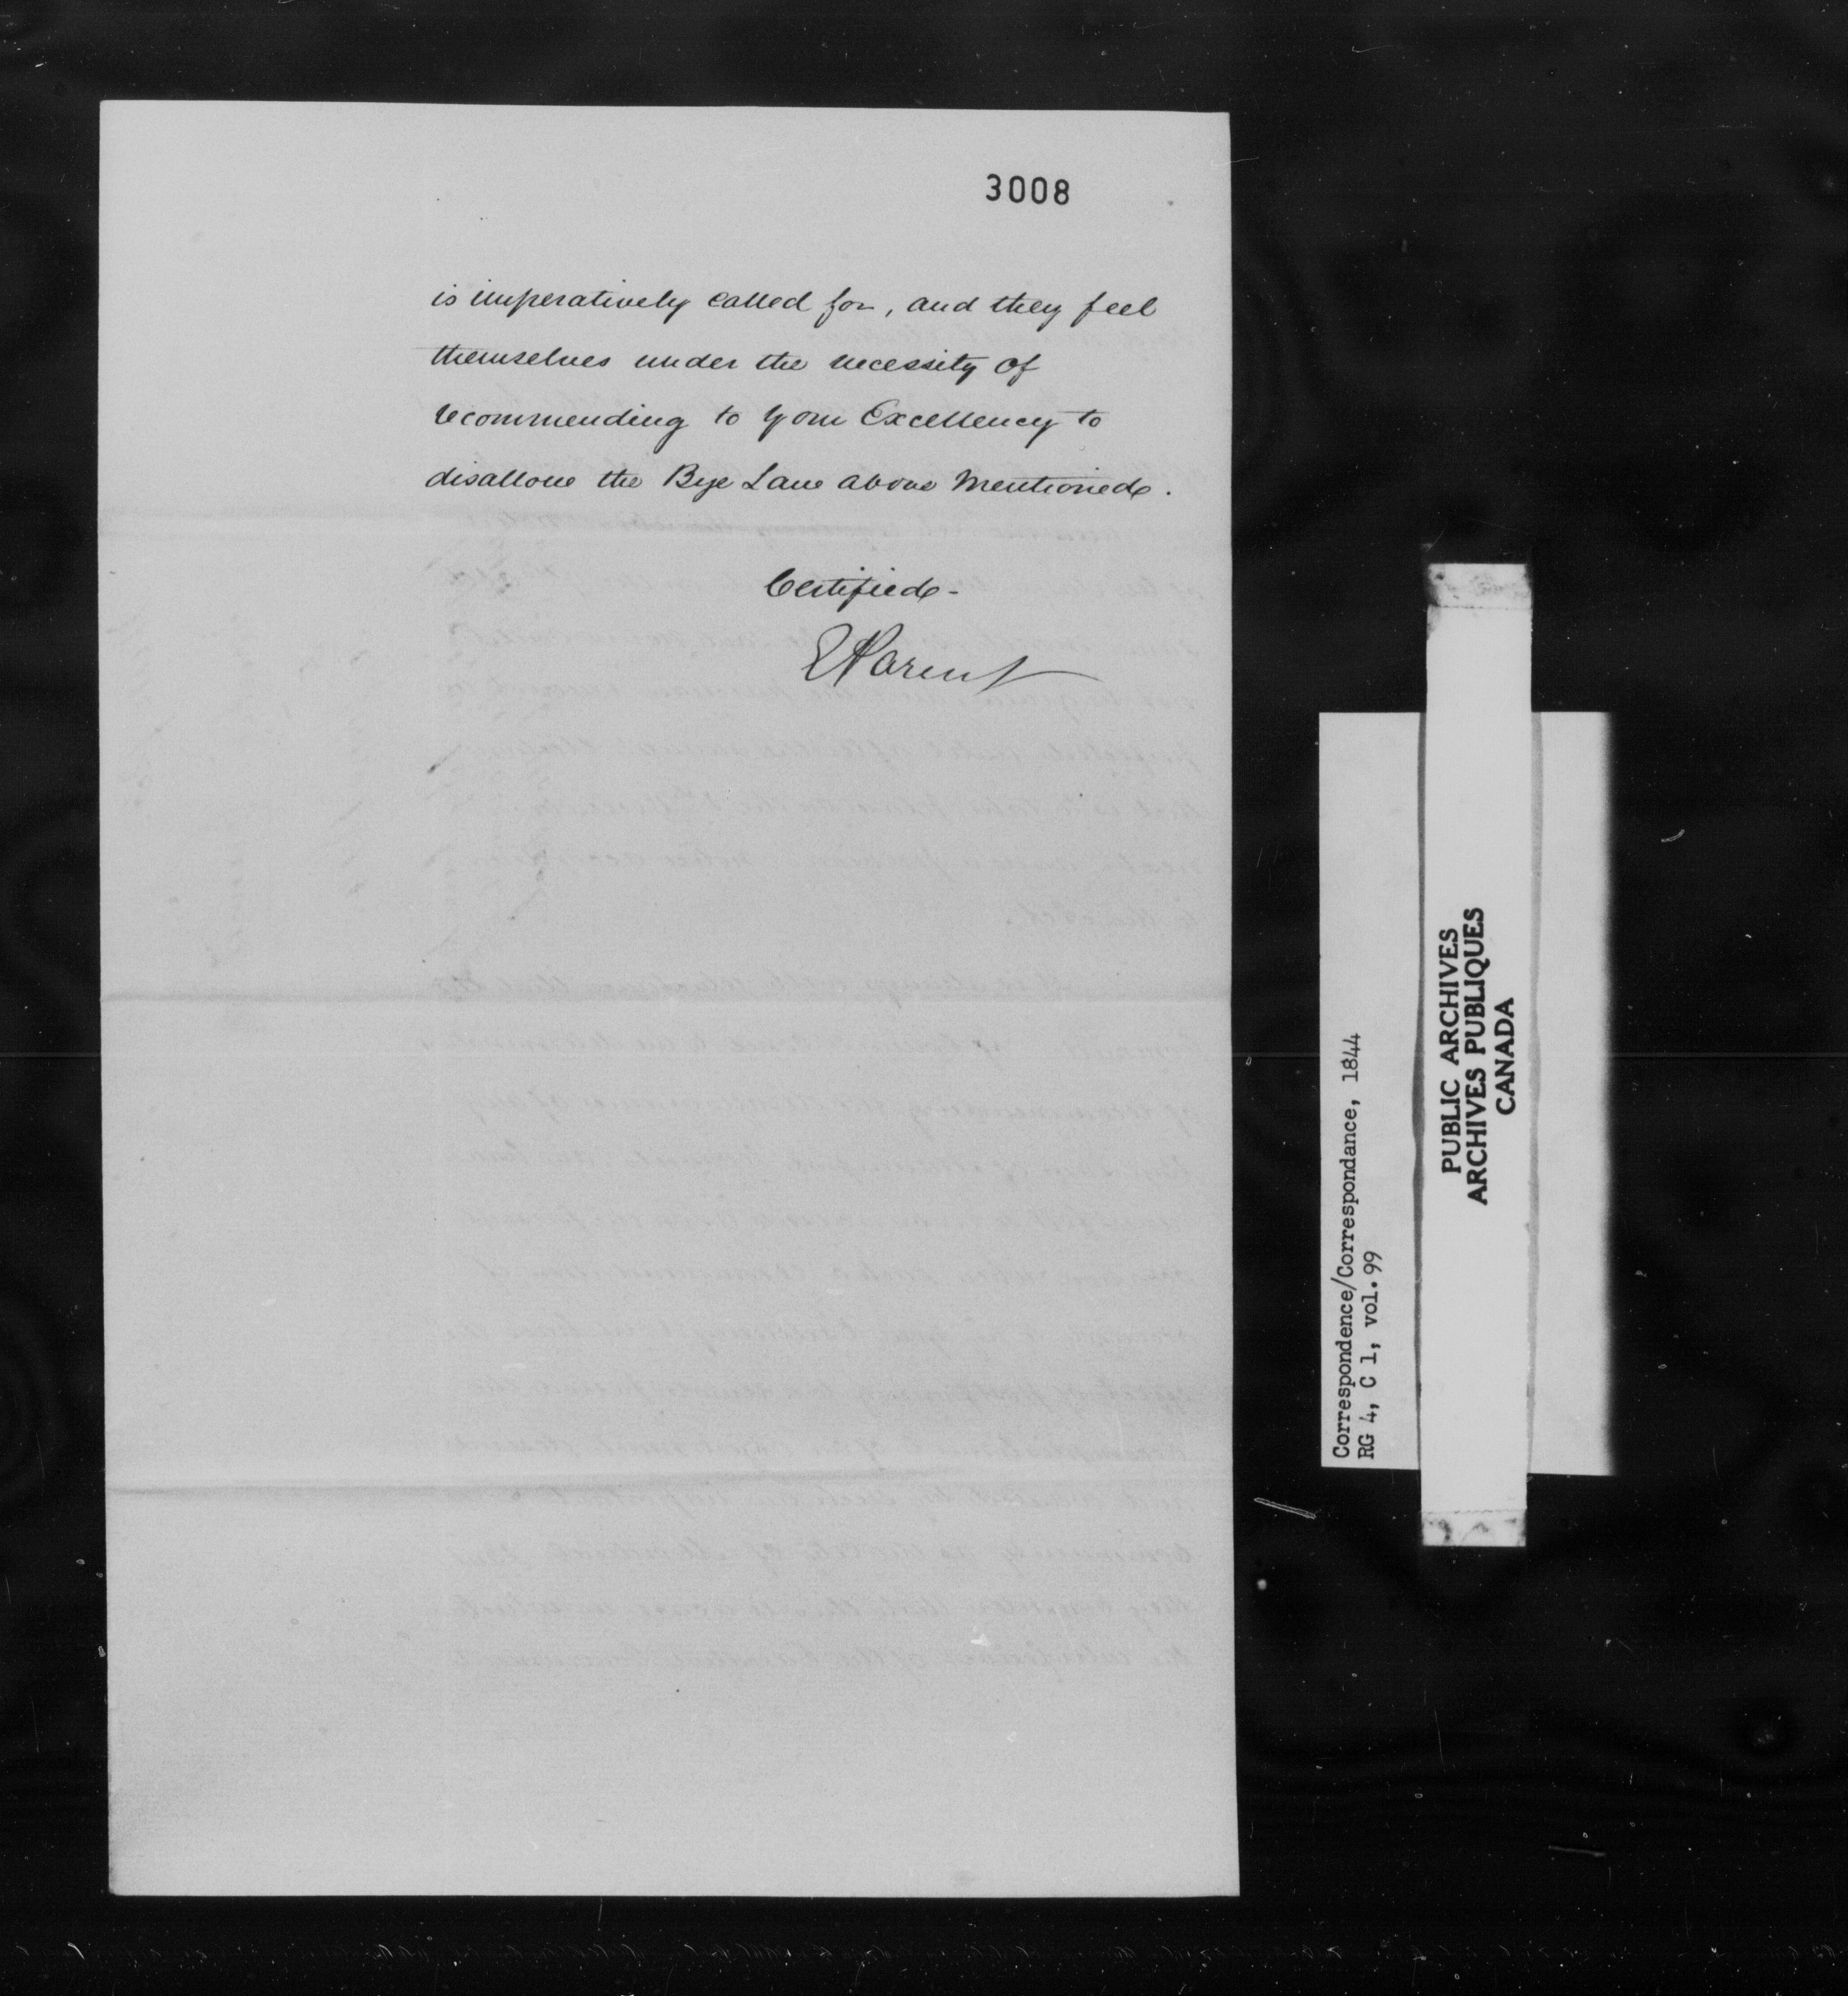 3008
is imperatively called for, and they feel
themselves under the necessity of
recommending to Your Excellency to
disallow the Bye Law above Mentioned.
Certified -
E Parent
Correspondence/Correspondance, 1844
RG 4, C 1, vol. 99
PUBLIC ARCHIVES
ARCHIVES PUBLIQUES
CANADA